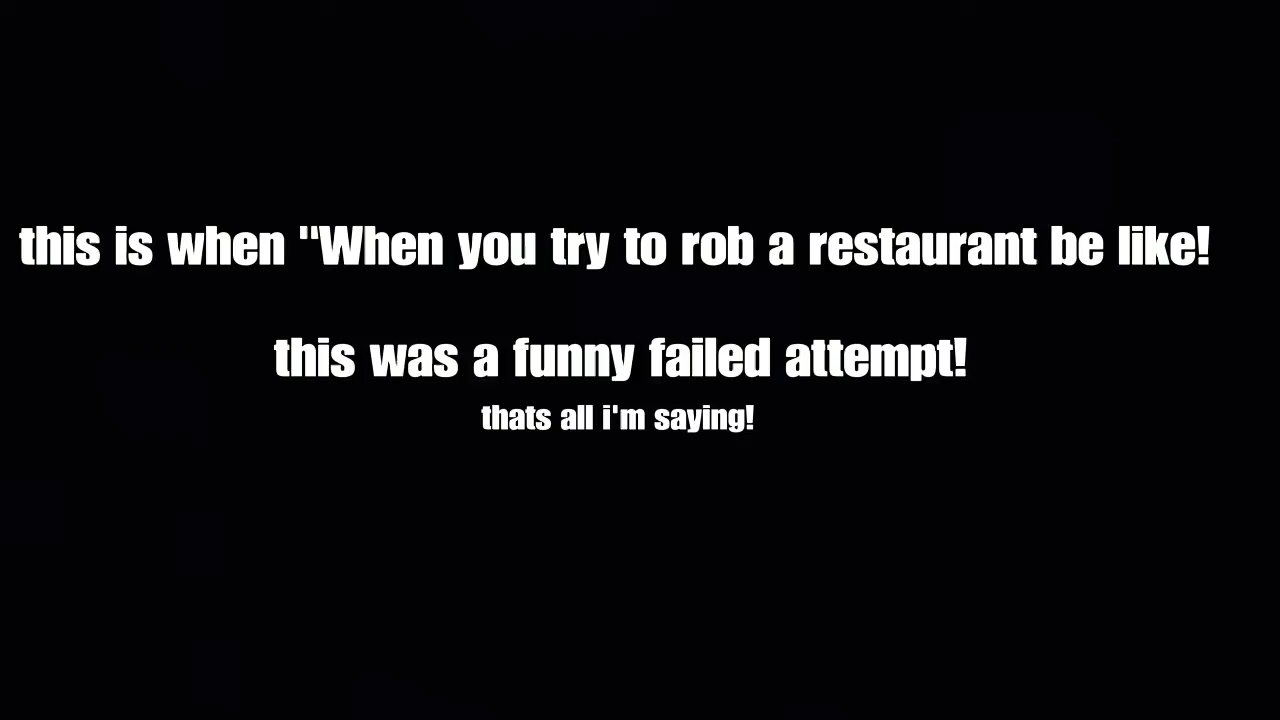 this is when "When you try to rob a restaurant be like!
this was a funny failed attempt!
thats all i'm saying!